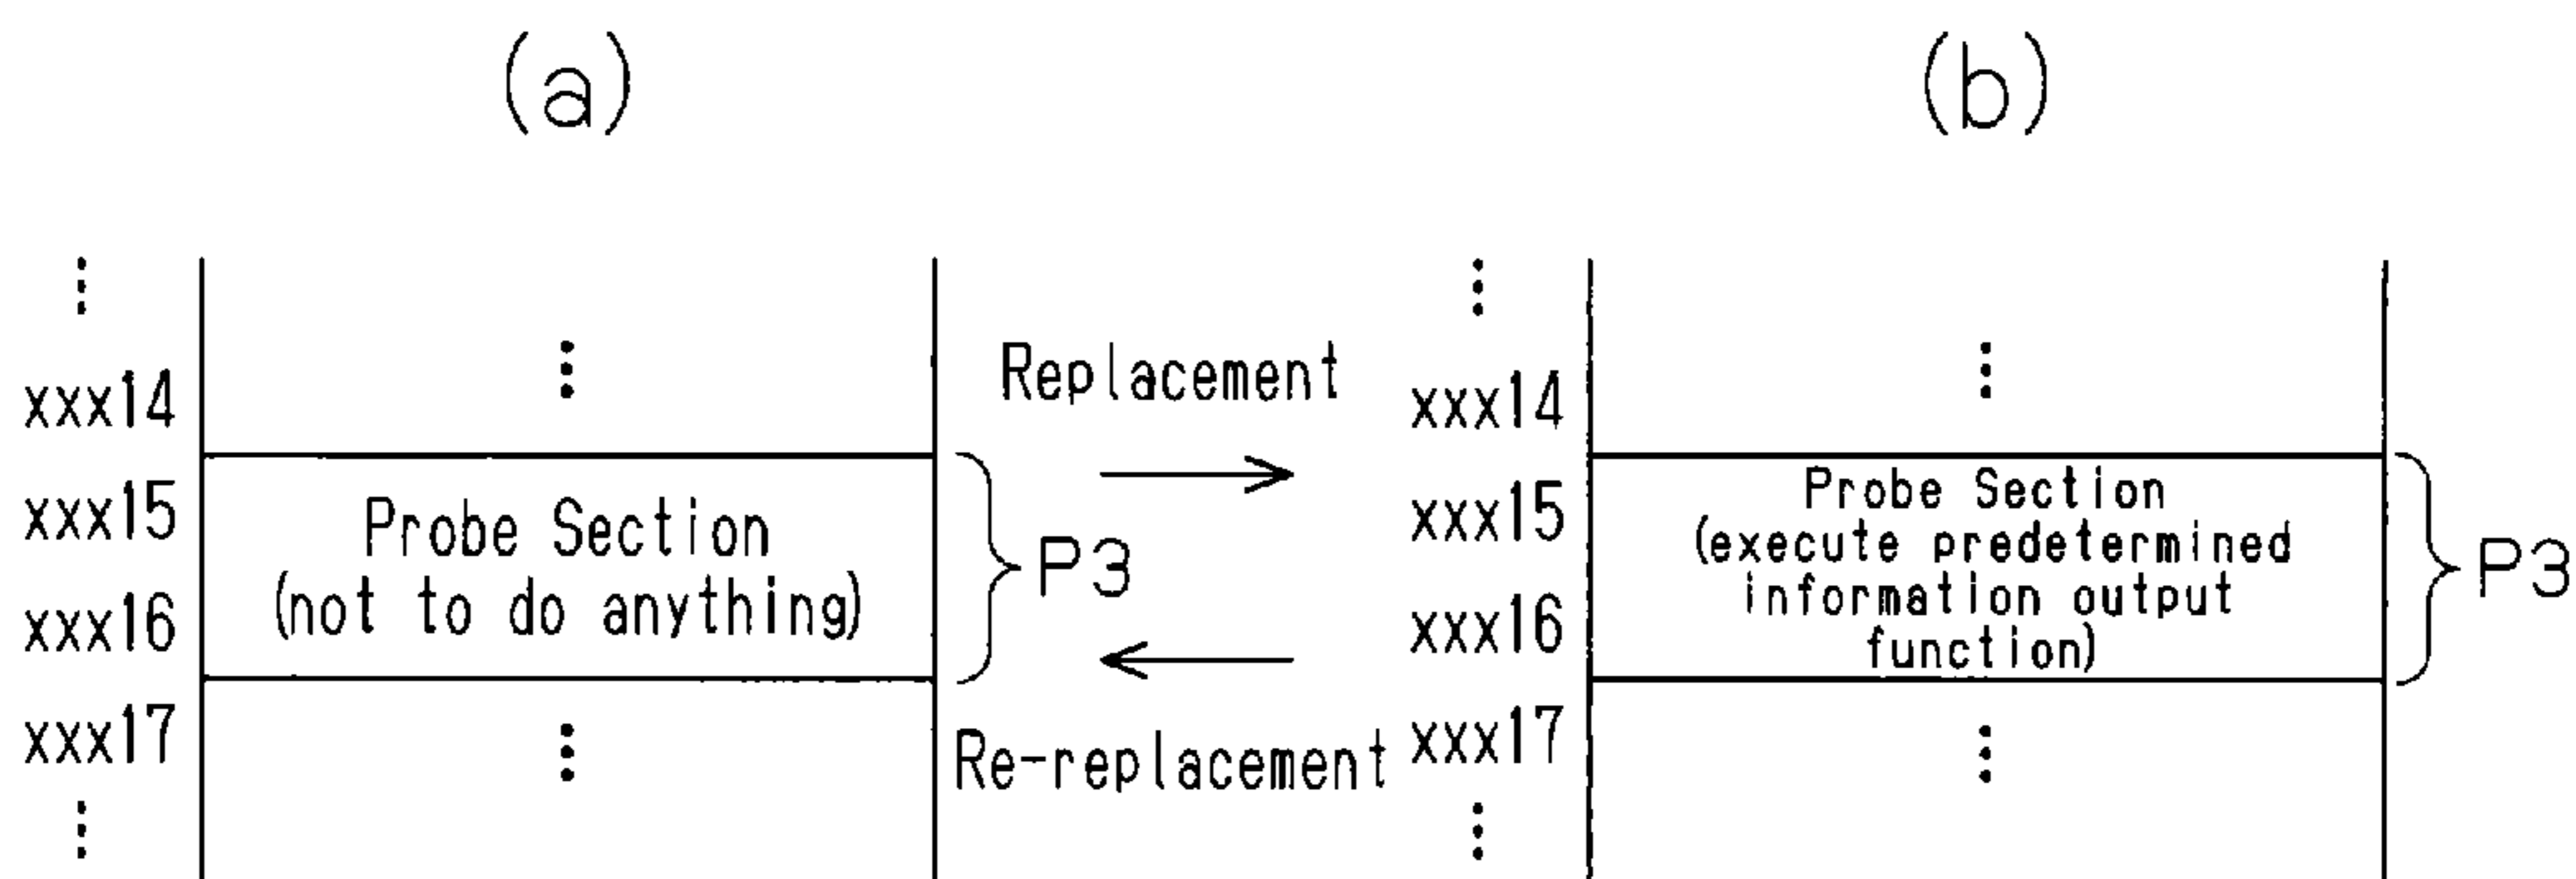 (a)
(b)
xxx14
xxx15
xxx16
xxx17
Probe Section
(not to do anything)
P3
Replacement
Re-replacement
xxx14
xxx15
xxx16
xxx17
Probe Section
(execute predetermined
information output
function)
P3